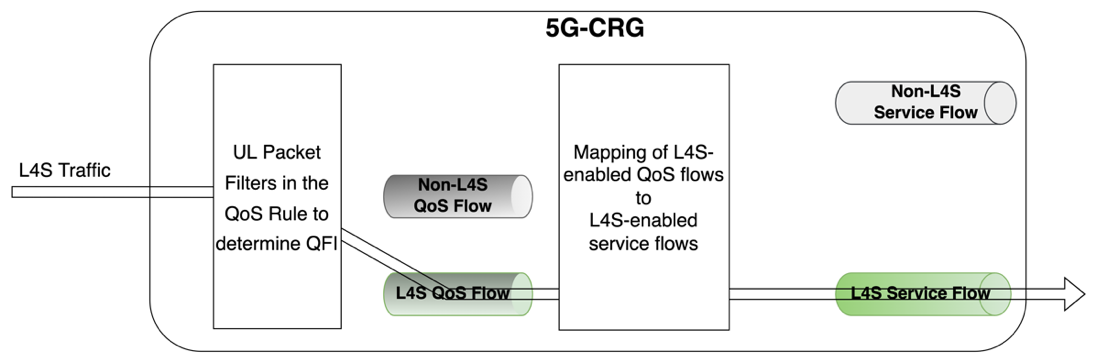 5G-CRG
L4S Traffic
UL Packet
Filters in the
QoS Rule to
determine QFI
Non-L4S
QoS Flow
L4S QoS Flow
Mapping of L4S-
enabled QoS flows
to
L4S-enabled
service flows
Non-L4S
Service Flow
L4S Service Flow